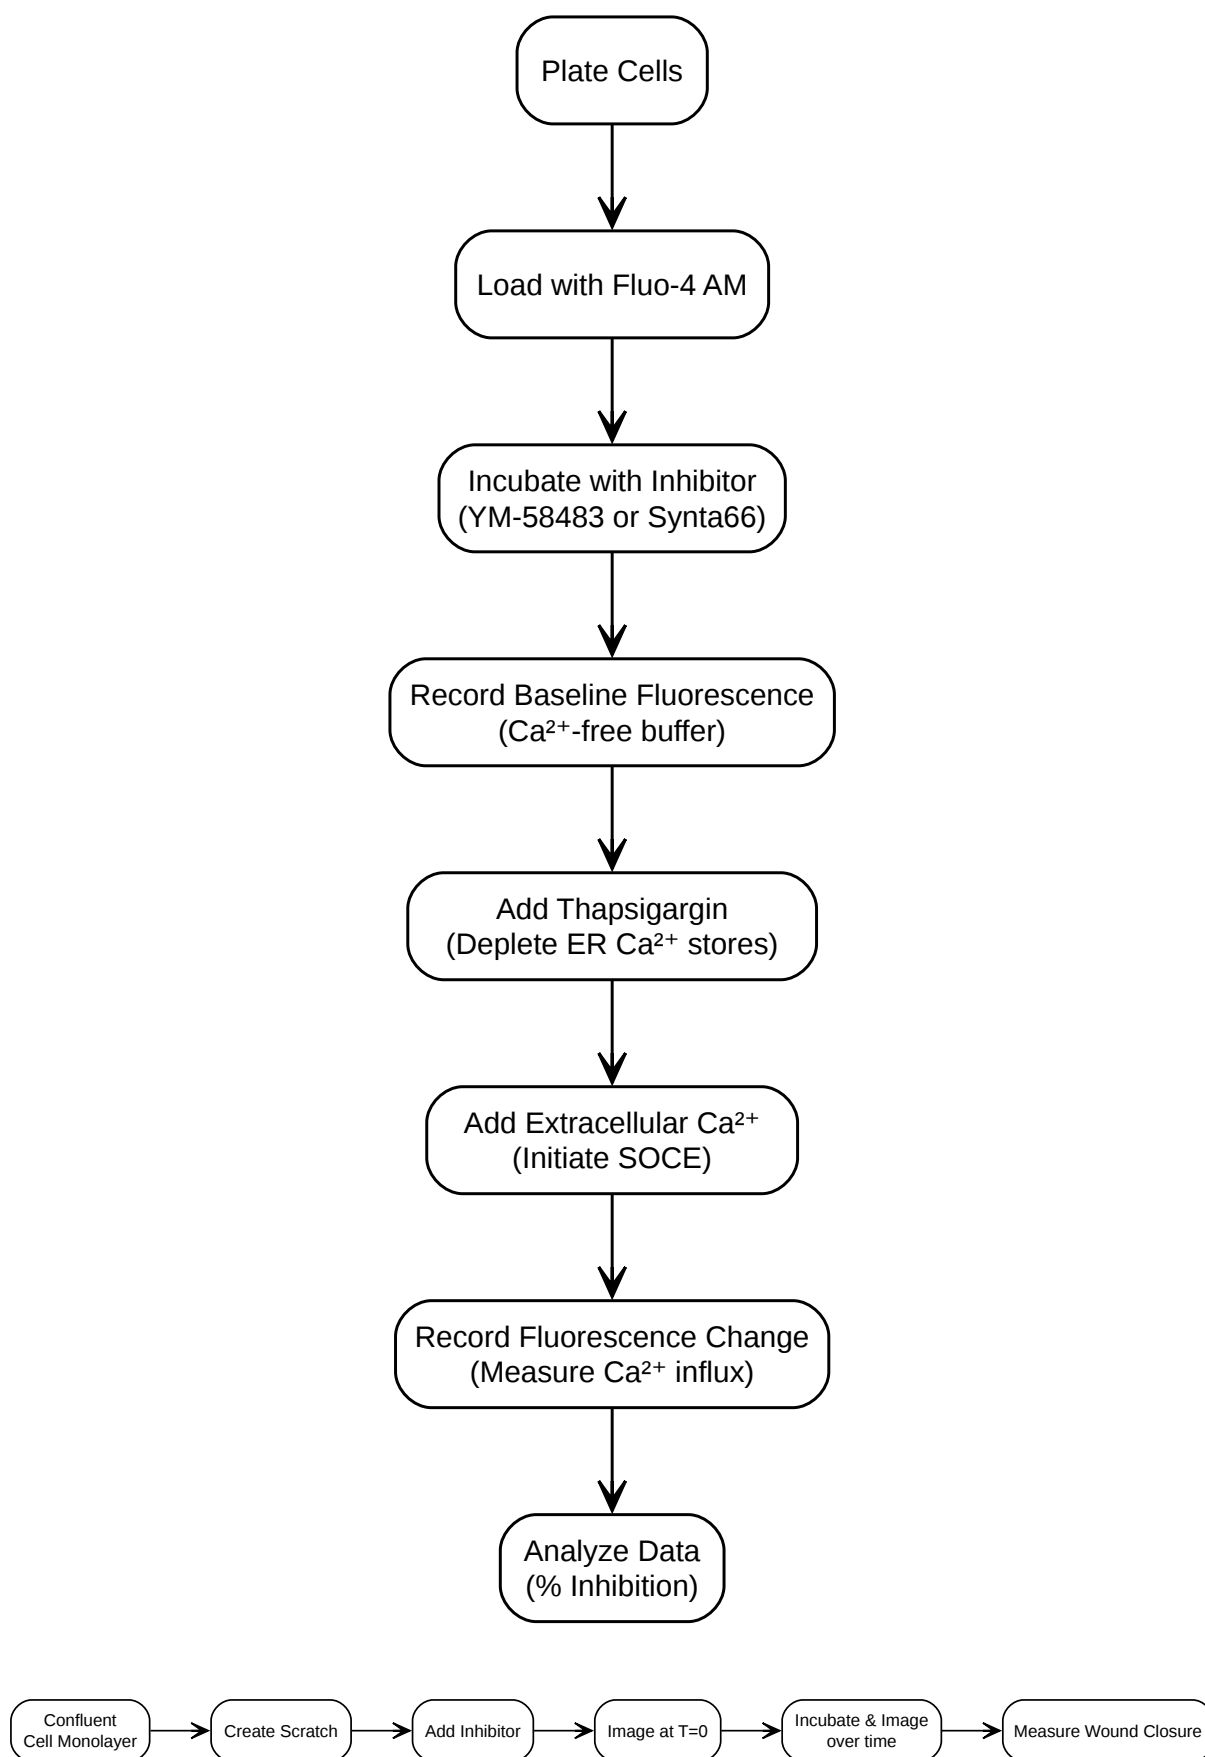 Plate Cells
Load with Fluo-4 AM
Incubate with Inhibitor
(YM-58483 or Synta66)
Record Baseline Fluorescence
(Ca²⁺-free buffer)
Add Thapsigargin
(Deplete ER Ca²⁺ stores)
Add Extracellular Ca²⁺
(Initiate SOCE)
Record Fluorescence Change
(Measure Ca²⁺ influx)
Analyze Data
(% Inhibition)
Confluent
Cell Monolayer
Create Scratch
Add Inhibitor
Image at T=0
Incubate & Image
over time
Measure Wound Closure